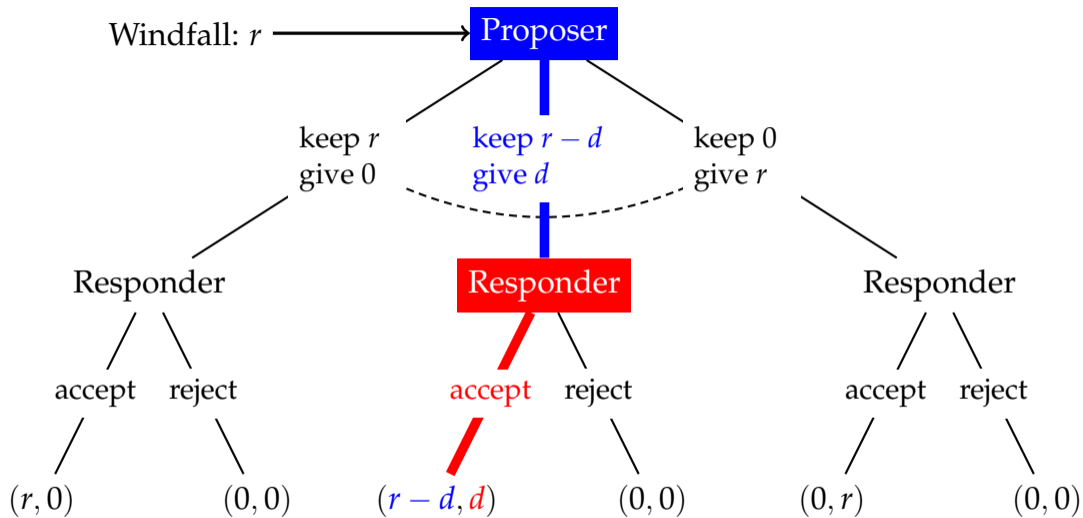 Windfall: r
Proposer
keep r
give 0
keep r − d
give d
keep 0
give r
Responder
Responder
Responder
accept
reject
accept
reject
accept
reject
(r, 0)
(0, 0)
(r − d, d)
(0, 0)
(0, r)
(0, 0)